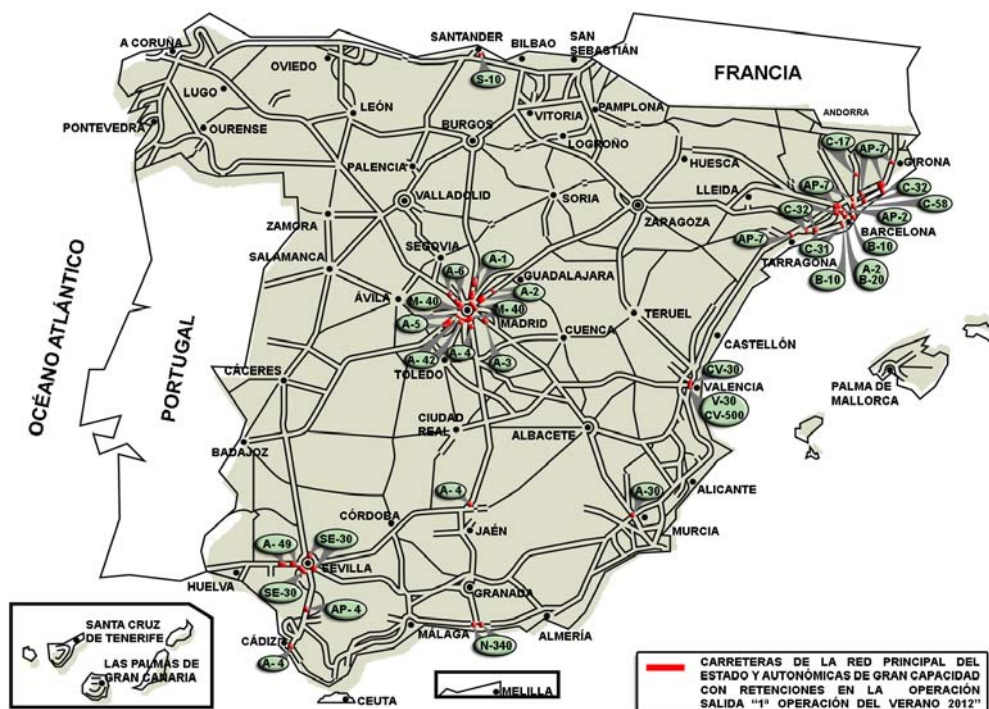 SANTANDER
BILBAO
SAN
SEBASTIÁN
A CORUÑA
OVIEDO
S-10
FRANCIA
LUGO
LEÓN
PAMPLONA
ANDORRA
PONTEVEDRA
OURENSE
BURGOS
VITORIA
LOGROÑO
C-17
AP-7
GIRONA
PALENCIA
HUESCA
VALLADOLID
SORIA
LLEIDA
AP-7
C-32
C-58
ZAMORA
ZARAGOZA
C-32
AP-2
BARCELONA
SEGOVIA
AP-7
C-31
B-10
TARRAGONA
SALAMANCA
A-6
A-1
GUADALAJARA
B-10
A-2
B-20
ÁVILA
M- 40
A-2
M- 40
A-5
MADRID
CUENCA
TERUEL
CASTELLÓN
A- 42
A- 4
A-3
TOLEDO
OCÉANO ATLÁNTICO
PORTUGAL
CÁCERES
CV-30
VALENCIA
V-30
CV-500
PALMA DE
MALLORCA
CIUDAD
REAL
ALBACETE
BADAJOZ
ALICANTE
A- 4
A-30
CÓRDOBA
JAÉN
MURCIA
A- 49
SE-30
SEVILLA
HUELVA
SE-30
GRANADA
AP- 4
MÁLAGA
ALMERÍA
N-340
CÁDIZ
A- 4
SANTA CRUZ
DE TENERIFE
LAS PALMAS DE
GRAN CANARIA
CEUTA
MELILLA
CARRETERAS DE LA RED PRINCIPAL DEL
ESTADO Y AUTONÓMICAS DE GRAN CAPACIDAD
CON RETENCIONES EN LA OPERACIÓN
SALIDA “1ª OPERACIÓN DEL VERANO 2012”